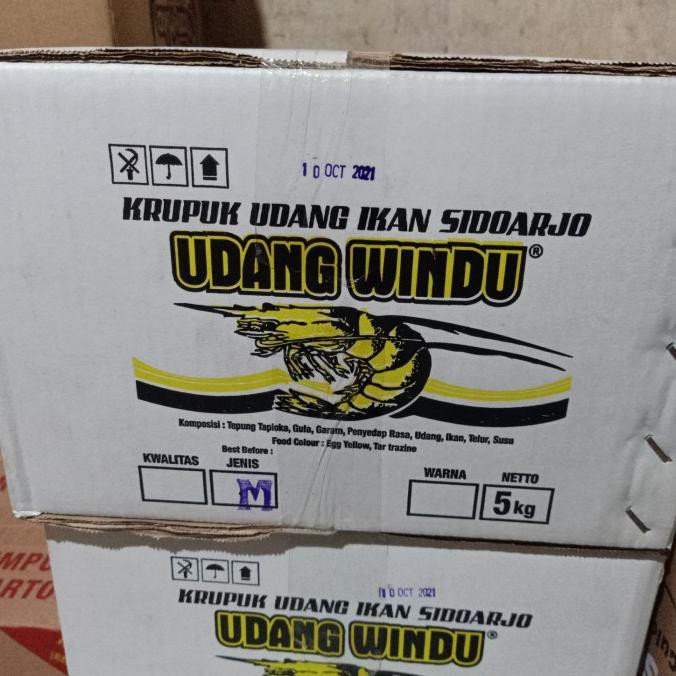 10 OCT 2021
KRUPUK UDANG IKAN SIDOARJO
UDANG WINDU®
Komposisi : Tepung Tapioka, Gula, Garam, Penyedap Rasa, Udang, Ikan, Telur, Susu
Food Colour : Egg Yellow, Tar trazine
Best Before :
KWALITAS JENIS WARNA NETTO
M 5 kg
10 OCT 2021
KRUPUK UDANG IKAN SIDOARJO
UDANG WINDU®